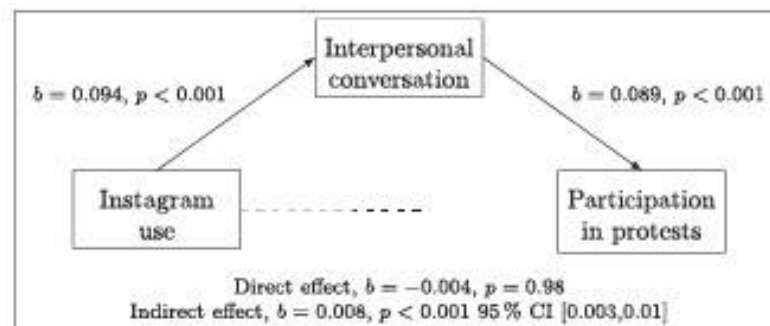 Interpersonal
conversation
b = 0.094, p < 0.001
b = 0.089, p < 0.001
Instagram
use
Participation
in protests
Direct effect, b = −0.004, p = 0.98
Indirect effect, b = 0.008, p < 0.001 95 % CI [0.003,0.01]